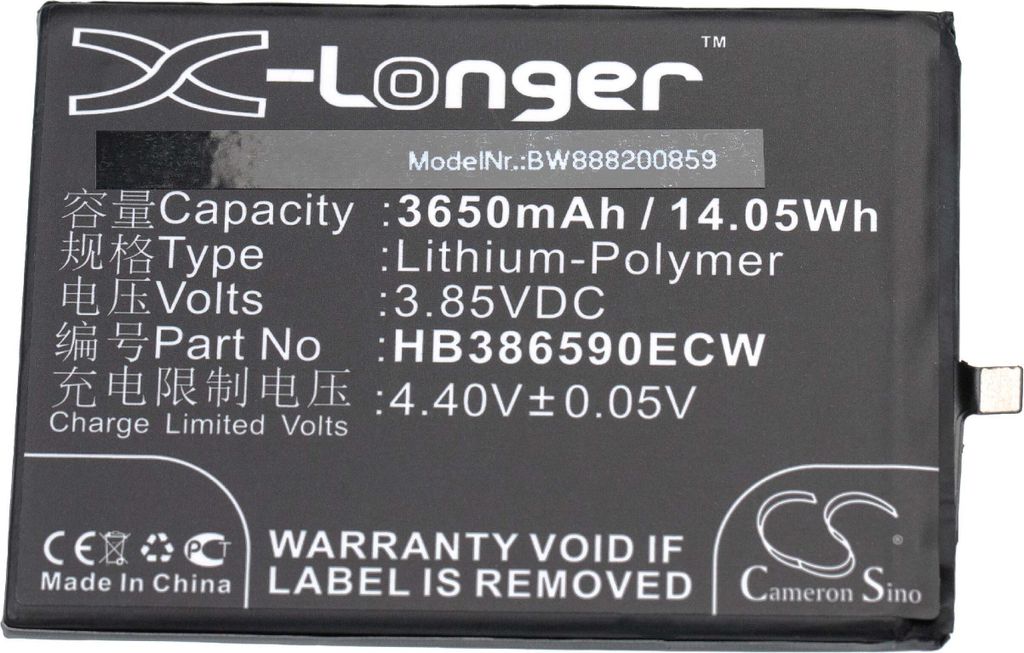 X-Longer™
ModelNr.:BW888200859
容量Capacity :3650mAh / 14.05Wh
规格Type :Lithium-Polymer
电压Volts :3.85VDC
编号Part No :HB386590ECW
充电限制电压 :4.40V±0.05V
Charge Limited Volts
CE PCT
Made In China
WARRANTY VOID IF
LABEL IS REMOVED
CS ®
Cameron Sino